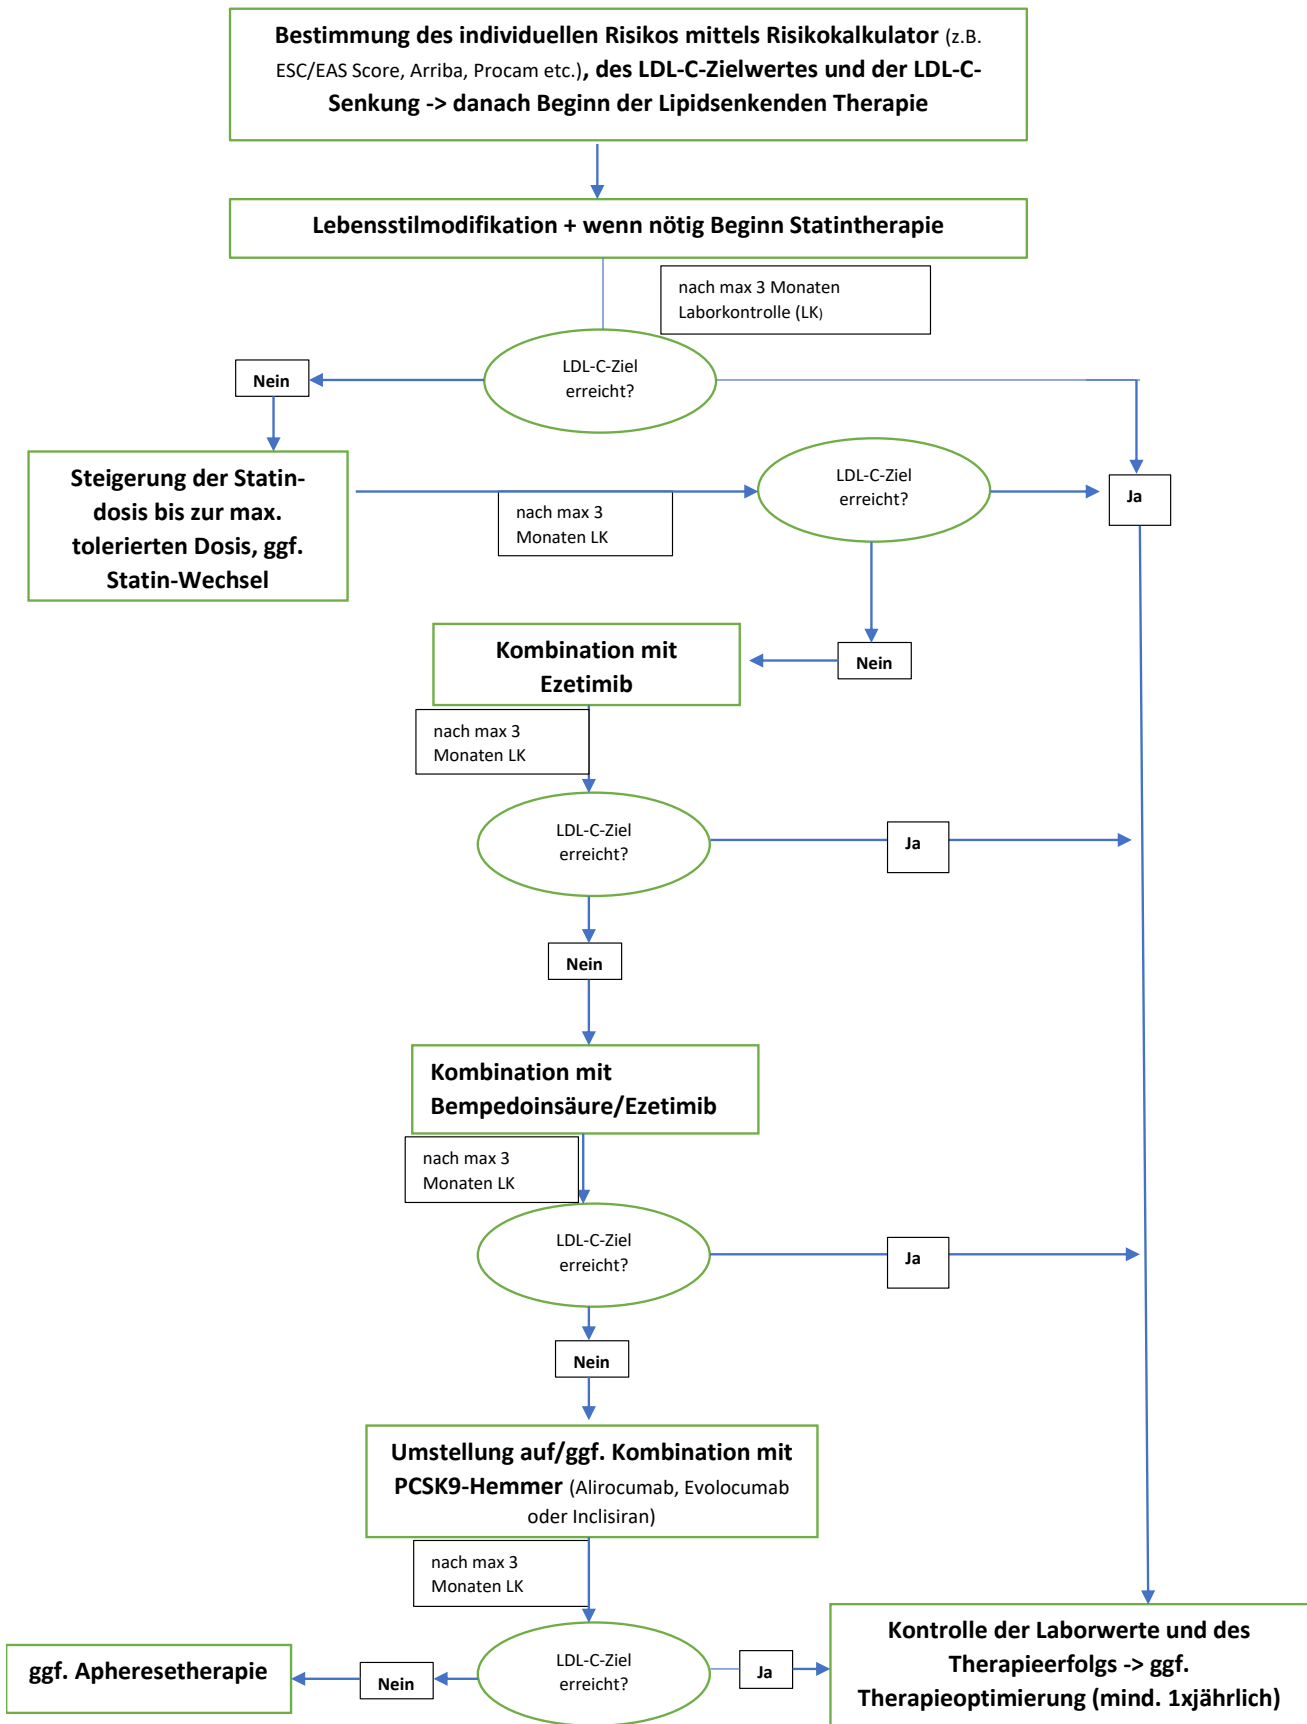 Bestimmung des individuellen Risikos mittels Risikokalkulator (z.B.
ESC/EAS Score, Arriba, Procam etc.), des LDL-C-Zielwertes und der LDL-C-
Senkung -> danach Beginn der Lipidsenkenden Therapie
Lebensstilmodifikation + wenn nötig Beginn Statintherapie
nach max 3 Monaten
Laborkontrolle (LK)
LDL-C-Ziel
erreicht?
Nein
Steigerung der Statin-
dosis bis zur max.
tolerierten Dosis, ggf.
Statin-Wechsel
nach max 3
Monaten LK
LDL-C-Ziel
erreicht?
Ja
Nein
Kombination mit
Ezetimib
nach max 3
Monaten LK
LDL-C-Ziel
erreicht?
Ja
Nein
Kombination mit
Bempedoinsäure/Ezetimib
nach max 3
Monaten LK
LDL-C-Ziel
erreicht?
Ja
Nein
Umstellung auf/ggf. Kombination mit
PCSK9-Hemmer (Alirocumab, Evolocumab
oder Inclisiran)
nach max 3
Monaten LK
LDL-C-Ziel
erreicht?
Nein
ggf. Apheresetherapie
Ja
Kontrolle der Laborwerte und des
Therapieerfolgs -> ggf.
Therapieoptimierung (mind. 1xjährlich)